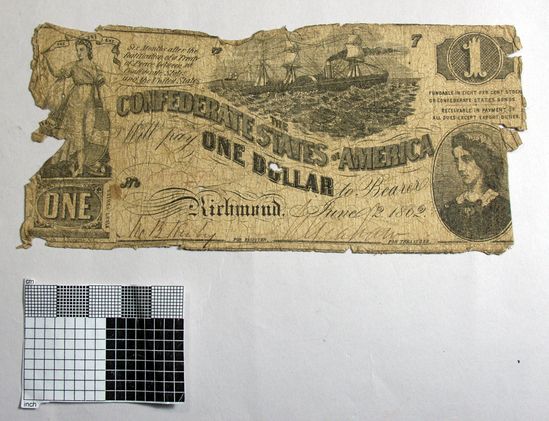 Six Months after the
Ratification of a Treaty
of Peace between the
Confederate States
and the United States
7
1
FUNDABLE IN EIGHT PER CENT STOCK
OR CONFEDERATE STATES BONDS
RECEIVABLE IN PAYMENT OF
ALL DUES EXCEPT EXPORT DUTIES
THE
CONFEDERATE STATES OF AMERICA
Will pay
ONE DOLLAR to Bearer
No
ONE
Richmond, June 2 1862
FOR REGISTER
FOR TREASURER
cm
inch